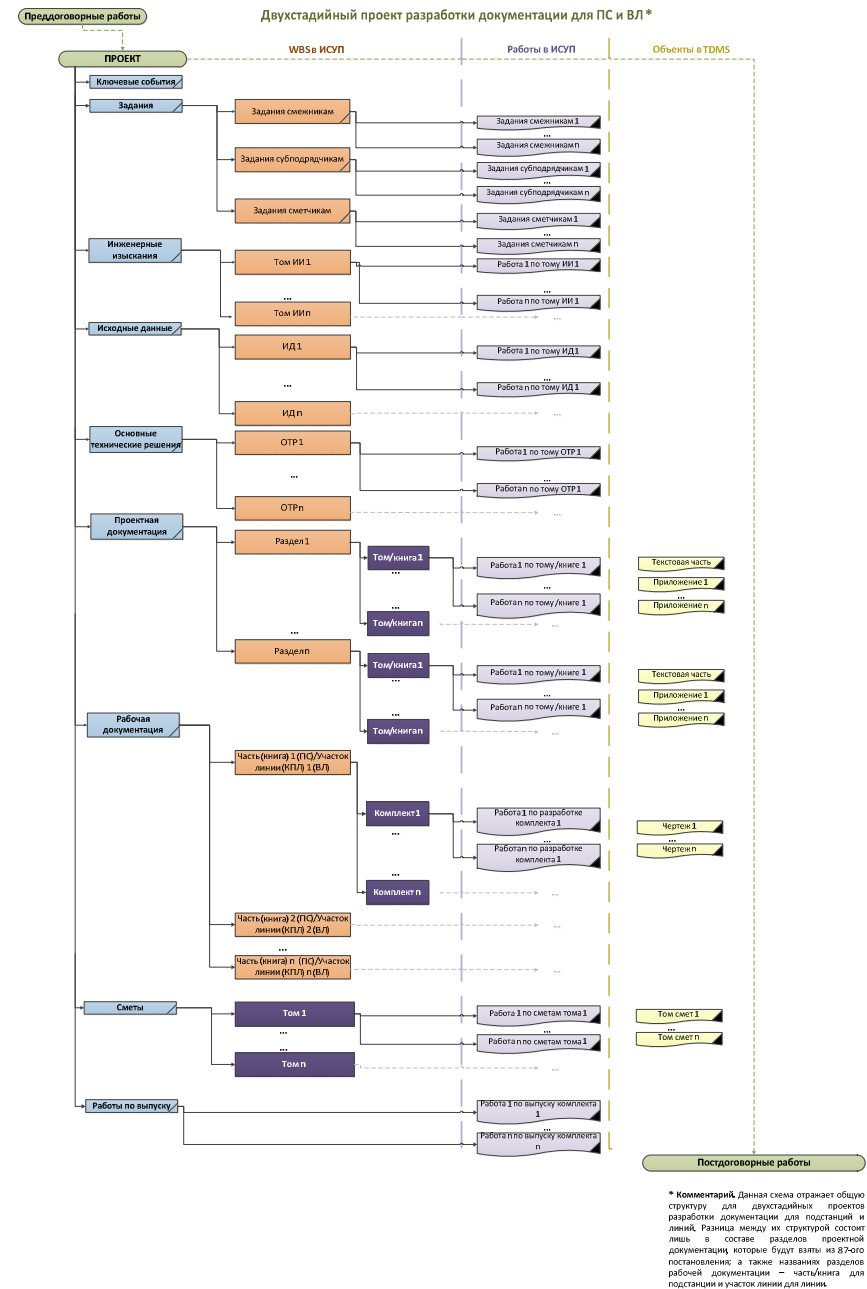 Преддоговорные работы
Двухстадийный проект разработки документации для ПС и ВЛ*
ПРОЕКТ
WBS в ИСУП
Работы в ИСУП
Объекты в TDMS
Ключевые события
Задания
Задания смежникам
Задания смежникам 1
...
Задания смежникам n
Задания субподрядчикам
Задания субподрядчикам 1
...
Задания субподрядчикам n
Задания сметчикам
Задания сметчикам 1
...
Задания сметчикам n
Инженерные
изыскания
Том ИИ 1
Работа 1 по тому ИИ 1
...
...
Работа n по тому ИИ 1
Том ИИ n
...
Исходные данные
ИД 1
Работа 1 по тому ИД 1
...
...
Работа n по тому ИД 1
ИД n
...
Основные
технические решения
ОТР 1
Работа 1 по тому ОТР 1
...
...
Работа n по тому ОТР 1
ОТР n
...
Проектная
документация
Раздел 1
Том/книга 1
...
Работа 1 по тому/книге 1
...
Работа n по тому/книге 1
Текстовая часть
Приложение 1
...
Приложение n
...
Том/книга n
...
...
Раздел n
Том/книга 1
...
Работа 1 по тому/книге 1
...
Работа n по тому/книге 1
Текстовая часть
Приложение 1
...
Приложение n
...
Том/книга n
...
Рабочая
документация
Часть (книга) 1 (ПС)/Участок
линии (КПЛ) 1 (ВЛ)
Комплект 1
...
Работа 1 по разработке
комплекта 1
...
Работа n по разработке
комплекта 1
Чертеж 1
...
Чертеж n
...
Комплект n
...
Часть (книга) 2 (ПС)/Участок
линии (КПЛ) 2 (ВЛ)
...
...
Часть (книга) n (ПС)/Участок
линии (КПЛ) n (ВЛ)
...
Сметы
Том 1
...
Работа 1 по сметам тома 1
...
Работа n по сметам тома 1
Том смет 1
...
Том смет n
...
Том n
...
Работы по выпуску
Работа 1 по выпуску комплекта
1
...
Работа n по выпуску комплекта
n
Постдоговорные работы
* Комментарий. Данная схема отражает общую
структуру для двухстадийных проектов
разработки документации для подстанций и
линий. Разница между их структурой состоит
лишь в составе разделов проектной
документации, которые будут взяты из 87-ого
постановления; а также названиях разделов
рабочей документации – часть/книга для
подстанции и участок линии для линии.